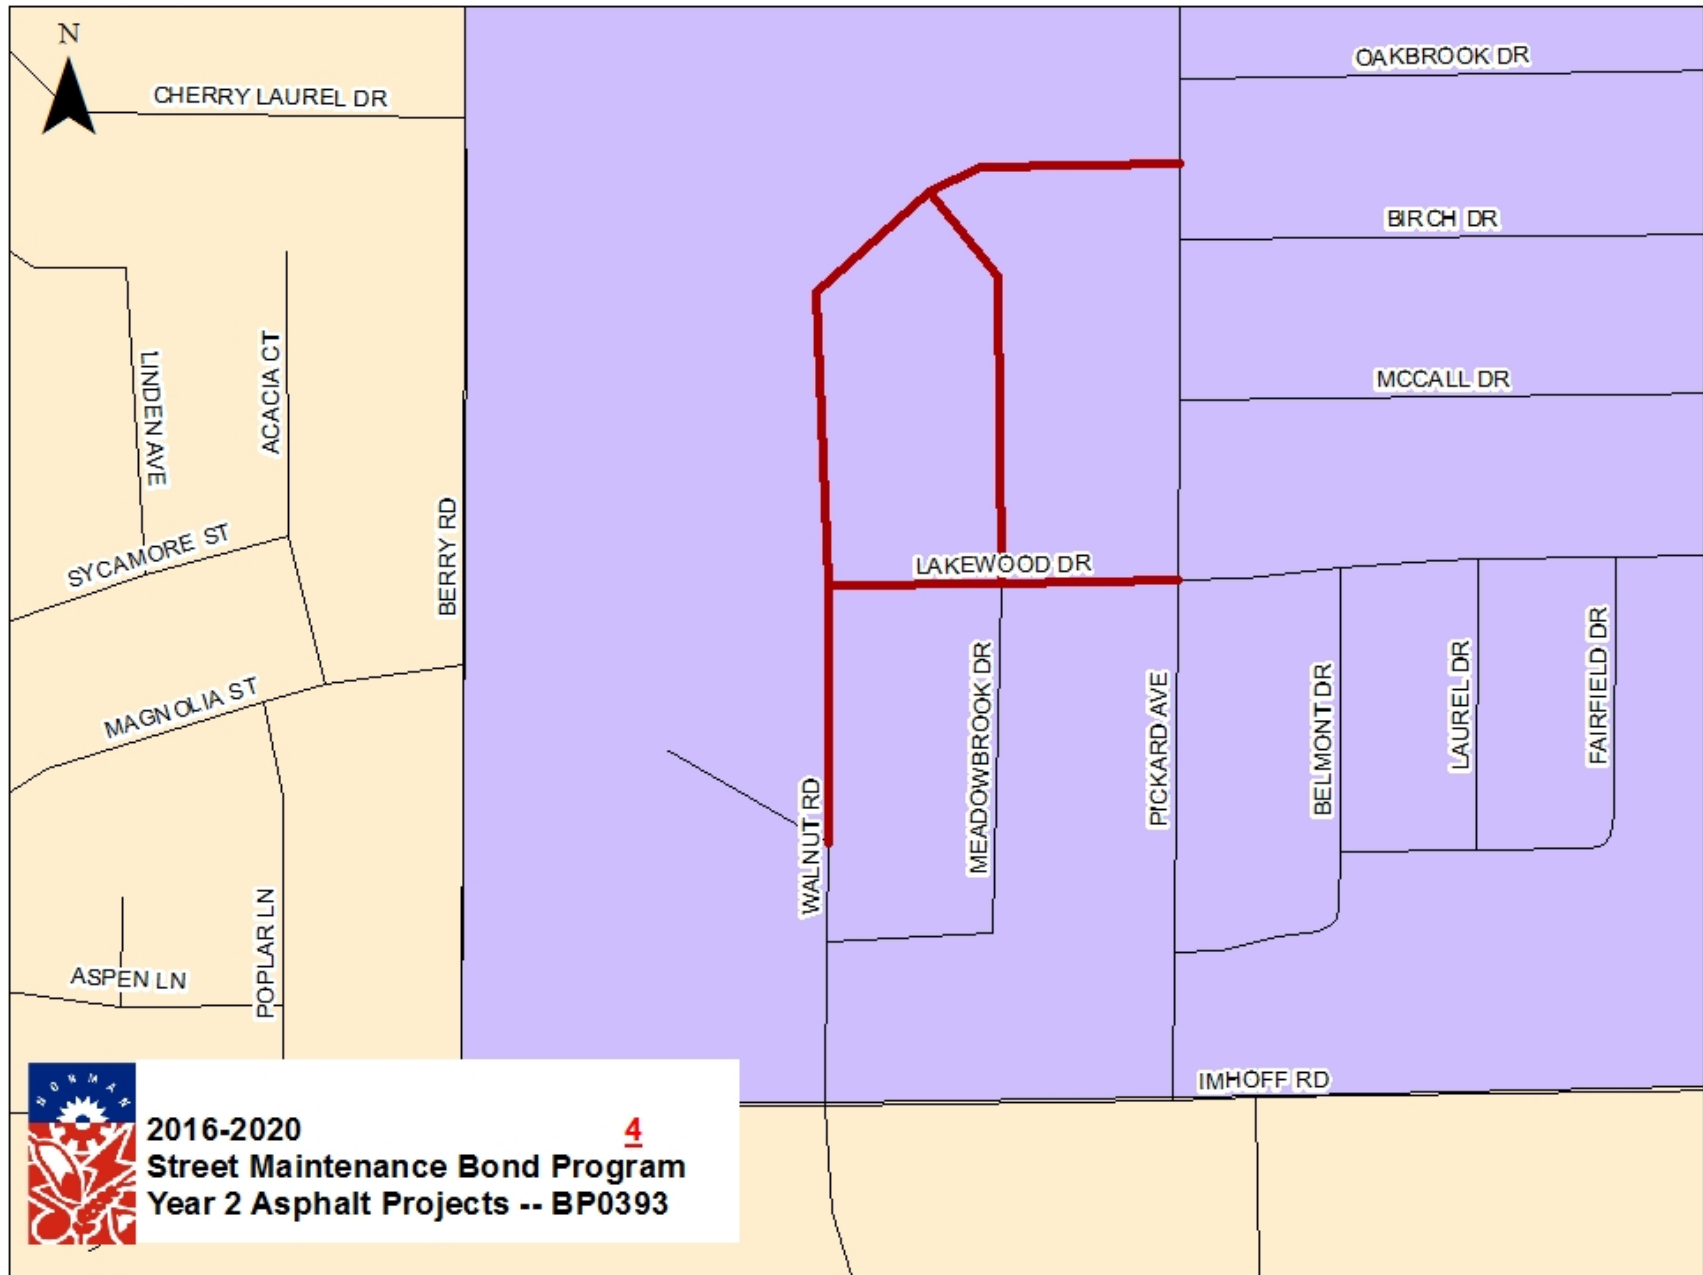 N
OAKBROOK DR
CHERRY LAUREL DR
BIRCH DR
LINDEN AVE
ACACIA CT
MCCALL DR
SYCAMORE ST
BERRY RD
LAKEWOOD DR
MAGNOLIA ST
MEADOWBROOK DR
PICKARD AVE
BELMONT DR
LAUREL DR
FAIRFIELD DR
WALNUT RD
POPLAR LN
ASPEN LN
IMHOFF RD
NORMAN
2016-2020 4
Street Maintenance Bond Program
Year 2 Asphalt Projects -- BP0393